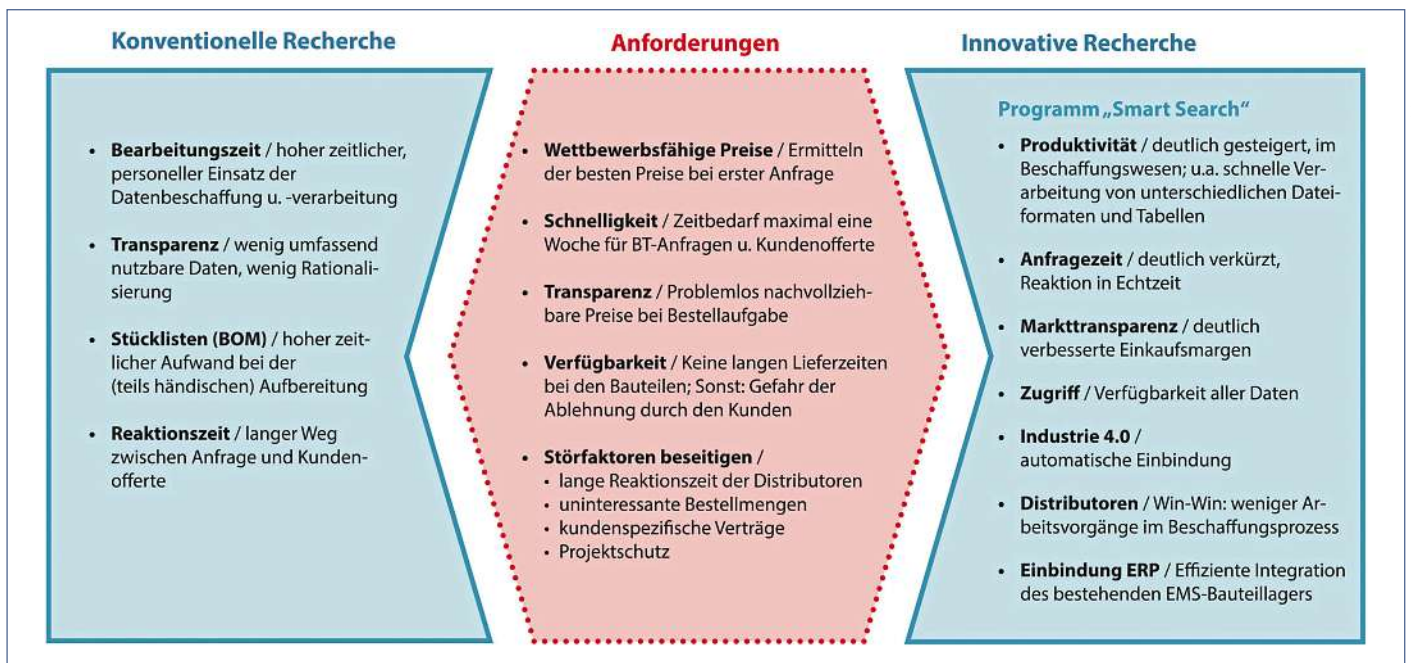 Konventionelle Recherche
• Bearbeitungszeit / hoher zeitlicher,
personeller Einsatz der
Datenbeschaffung u. -verarbeitung
• Transparenz / wenig umfassend
nutzbare Daten, wenig Rationali-
sierung
• Stücklisten (BOM) / hoher zeit-
licher Aufwand bei der
(teils händischen) Aufbereitung
• Reaktionszeit / langer Weg
zwischen Anfrage und Kunden-
offerte
Anforderungen
• Wettbewerbsfähige Preise / Ermitteln
der besten Preise bei erster Anfrage
• Schnelligkeit / Zeitbedarf maximal eine
Woche für BT-Anfragen u. Kundenofferte
• Transparenz / Problemlos nachvollzieh-
bare Preise bei Bestellaufgabe
• Verfügbarkeit / Keine langen Lieferzeiten
bei den Bauteilen; Sonst: Gefahr der
Ablehnung durch den Kunden
• Störfaktoren beseitigen /
• lange Reaktionszeit der Distributoren
• uninteressante Bestellmengen
• kundenspezifische Verträge
• Projektschutz
Innovative Recherche
Programm „Smart Search“
• Produktivität / deutlich gesteigert, im
Beschaffungswesen; u.a. schnelle Ver-
arbeitung von unterschiedlichen Datei-
formaten und Tabellen
• Anfragezeit / deutlich verkürzt,
Reaktion in Echtzeit
• Markttransparenz / deutlich
verbesserte Einkaufsmargen
• Zugriff / Verfügbarkeit aller Daten
• Industrie 4.0 /
automatische Einbindung
• Distributoren / Win-Win: weniger Ar-
beitsvorgänge im Beschaffungsprozess
• Einbindung ERP / Effiziente Integration
des bestehenden EMS-Bauteillagers